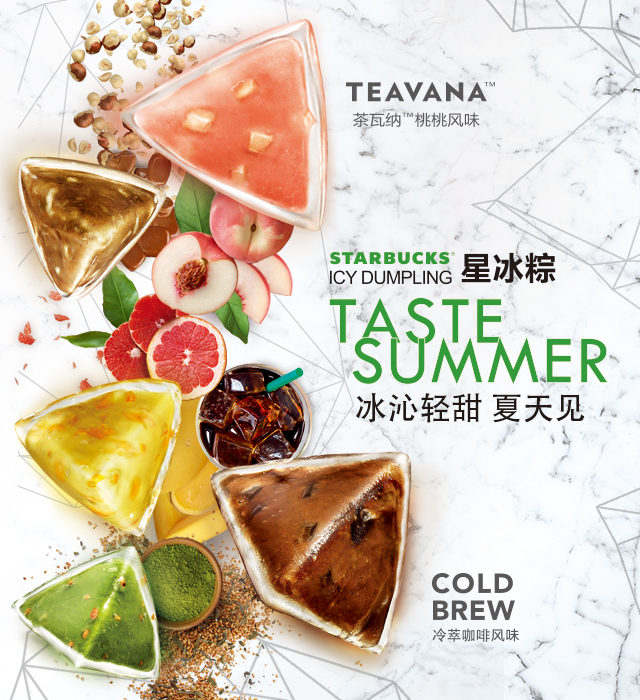 TEAVANA™
茶瓦纳™桃桃风味
STARBUCKS®
ICY DUMPLING 星冰粽
TASTE
SUMMER
冰沁轻甜 夏天见
COLD
BREW
冷萃咖啡风味